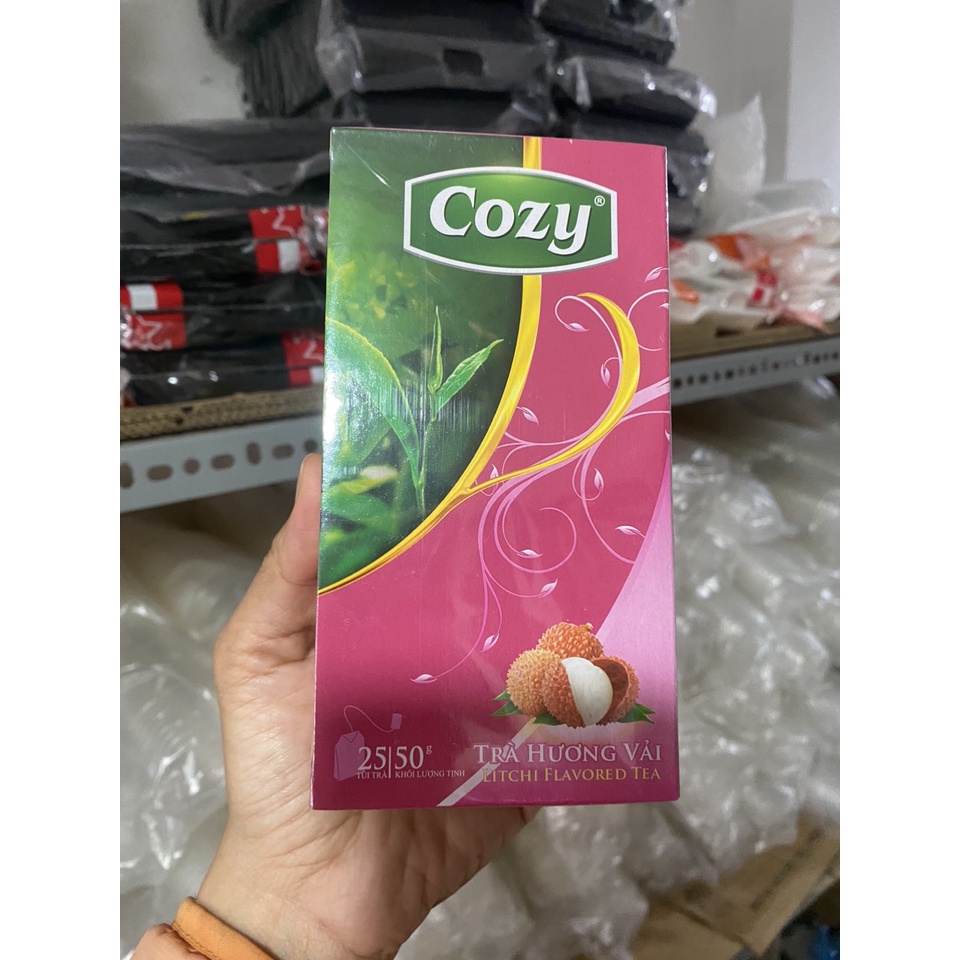 Cozy®
25|50g
TÚI TRÀ KHỐI LƯỢNG TỊNH
TRÀ HƯƠNG VẢI
LITCHI FLAVORED TEA